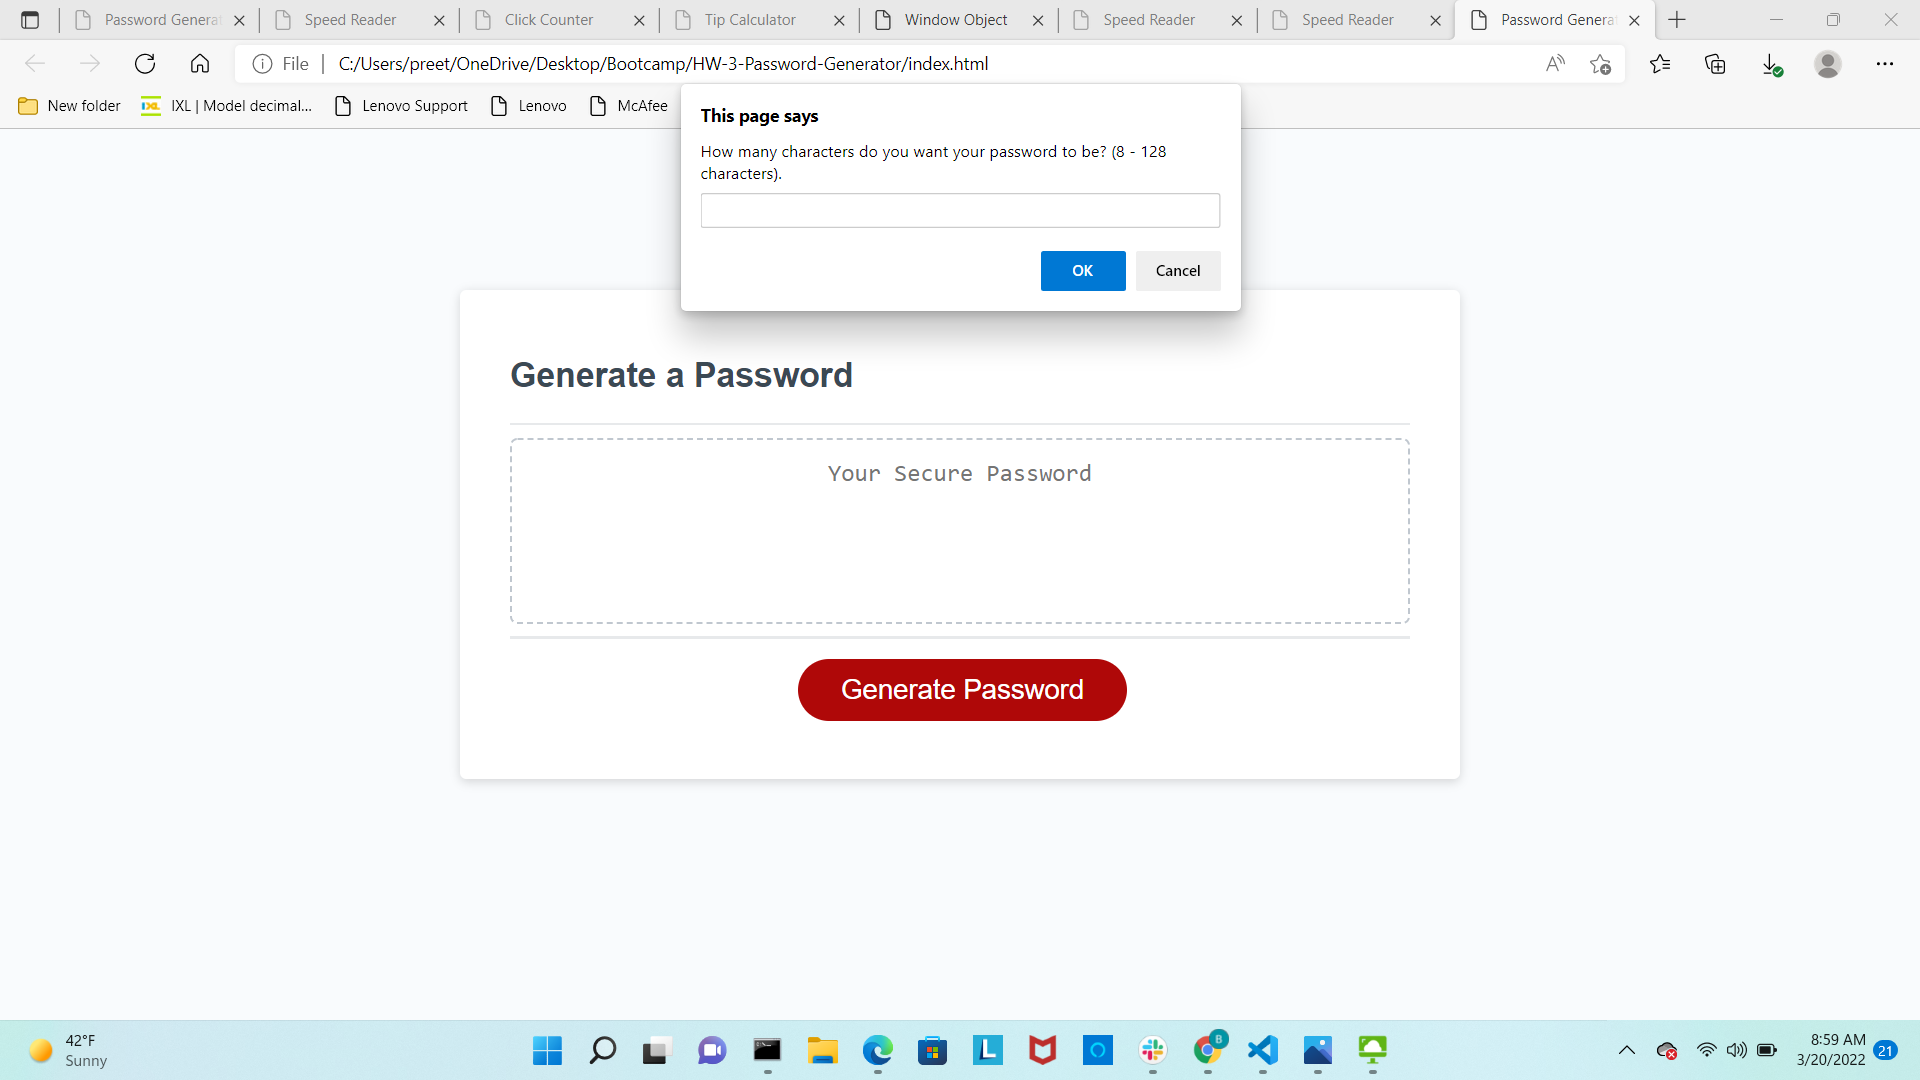 Password Genera
Speed Reader
Click Counter
Tip Calculator
Window Object
Speed Reader
Speed Reader
Password Genera
File
C:/Users/preet/OneDrive/Desktop/Bootcamp/HW-3-Password-Generator/index.html
New folder
IXL | Model decimal...
Lenovo Support
Lenovo
McAfee
This page says
How many characters do you want your password to be? (8 - 128
characters).
OK
Cancel
Generate a Password
Your Secure Password
Generate Password
42°F
Sunny
B
8:59 AM
3/20/2022
21